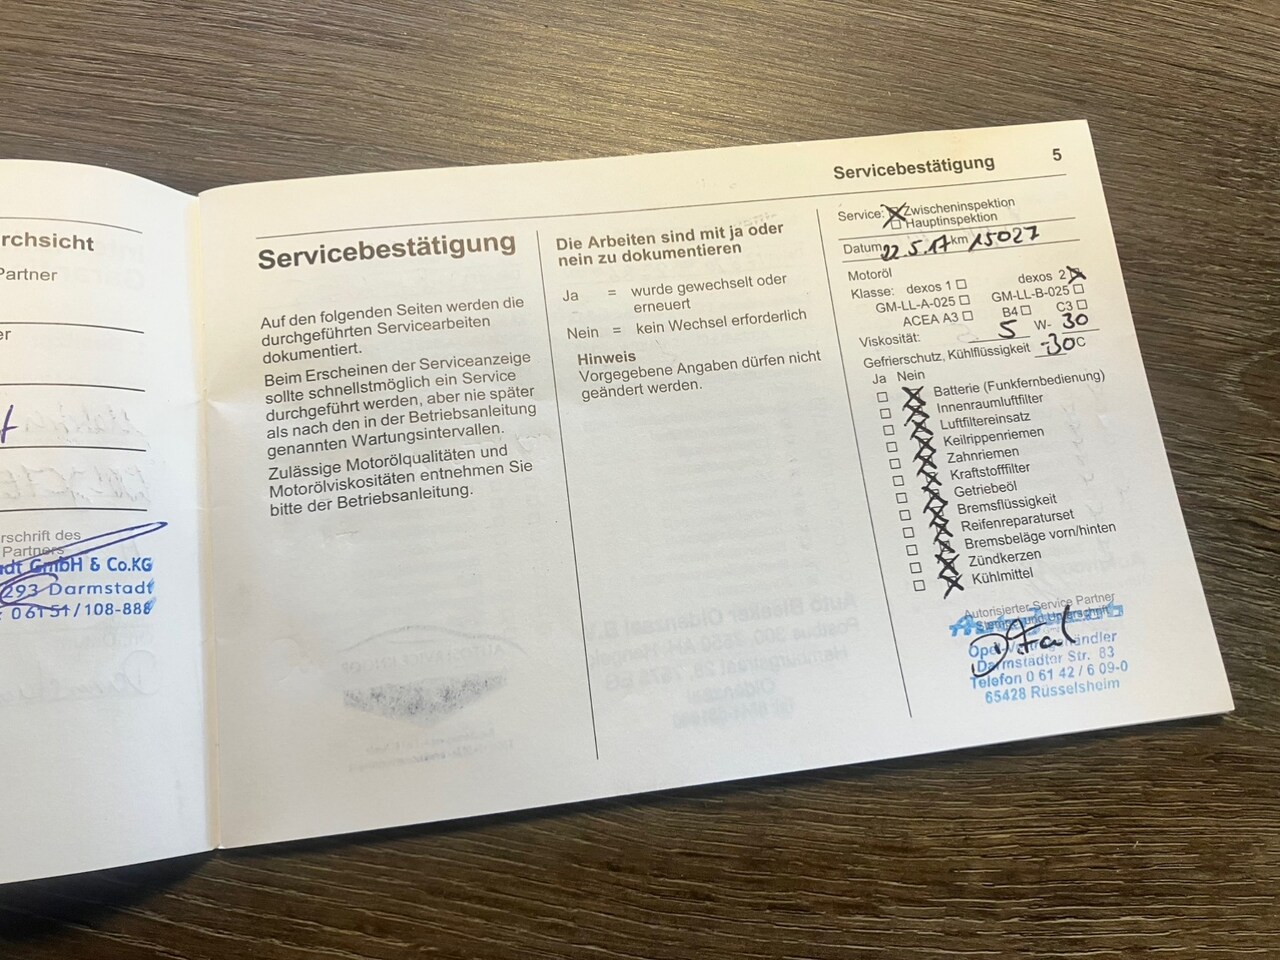 rchsicht
Partner
er
rschrift des
Partners
dt GmbH & Co.KG
293 Darmstadt
06151/108-888
Servicebestätigung
Auf den folgenden Seiten werden die
durchgeführten Servicearbeiten
dokumentiert.
Beim Erscheinen der Serviceanzeige
sollte schnellstmöglich ein Service
durchgeführt werden, aber nie später
als nach den in der Betriebsanleitung
genannten Wartungsintervallen.
Zulässige Motorölqualitäten und
Motorölviskositäten entnehmen Sie
bitte der Betriebsanleitung.
Die Arbeiten sind mit ja oder
nein zu dokumentieren
Ja = wurde gewechselt oder
erneuert
Nein = kein Wechsel erforderlich
Hinweis
Vorgegebene Angaben dürfen nicht
geändert werden.
Servicebestätigung 5
Service: Zwischeninspektion
Hauptinspektion
Datum 22.5.17 km 15027
Motoröl
Klasse: dexos 1 dexos 2
GM-LL-A-025 GM-LL-B-025
ACEA A3 B4 C3
Viskosität: 5 W- 30
Gefrierschutz, Kühlflüssigkeit -30 °C
Ja Nein
Batterie (Funkfernbedienung)
Innenraumluftfilter
Luftfiltereinsatz
Keilrippenriemen
Zahnriemen
Kraftstofffilter
Getriebeöl
Bremsflüssigkeit
Reifenreparaturset
Bremsbeläge vorn/hinten
Zündkerzen
Kühlmittel
Autorisierter Service Partner
Stempel und Unterschrift
Opel-Vertragshändler
Darmstädter Str. 83
Telefon 0 61 42 / 6 09-0
65428 Rüsselsheim